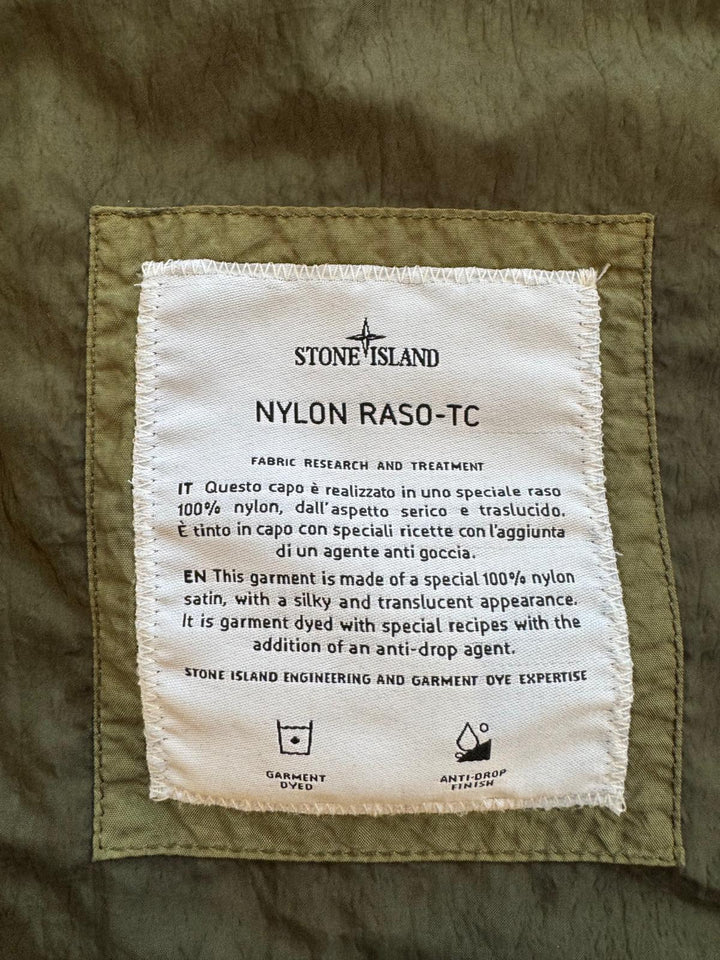 STONE ISLAND
NYLON RASO-TC
FABRIC RESEARCH AND TREATMENT
IT Questo capo è realizzato in uno speciale raso
100% nylon, dall'aspetto serico e traslucido.
È tinto in capo con speciali ricette con l'aggiunta
di un agente anti goccia.
EN This garment is made of a special 100% nylon
satin, with a silky and translucent appearance.
It is garment dyed with special recipes with the
addition of an anti-drop agent.
STONE ISLAND ENGINEERING AND GARMENT DYE EXPERTISE
GARMENT
DYED
ANTI-DROP
FINISH